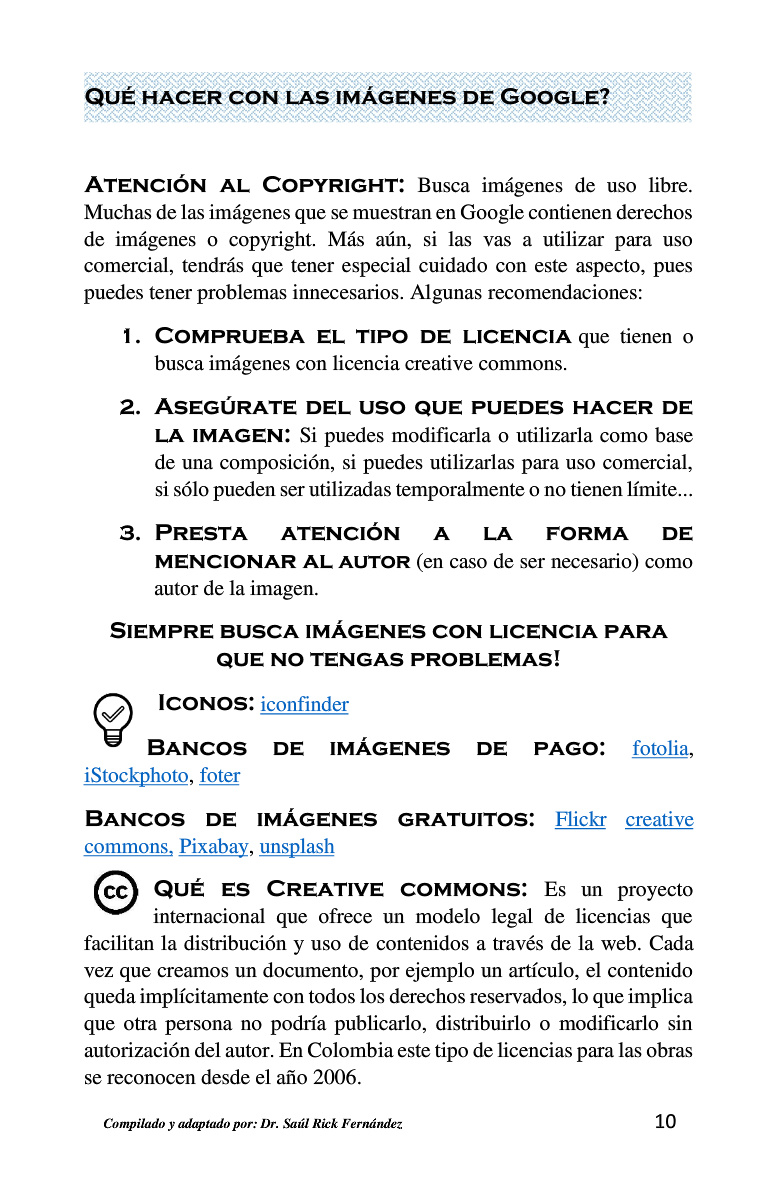 Qué hacer con las imágenes de Google?
Atención al Copyright: Busca imágenes de uso libre.
Muchas de las imágenes que se muestran en Google contienen derechos
de imágenes o copyright. Más aún, si las vas a utilizar para uso
comercial, tendrás que tener especial cuidado con este aspecto, pues
puedes tener problemas innecesarios. Algunas recomendaciones:
1. Comprueba el tipo de licencia que tienen o
busca imágenes con licencia creative commons.
2. Asegúrate del uso que puedes hacer de
la imagen: Si puedes modificarla o utilizarla como base
de una composición, si puedes utilizarlas para uso comercial,
si sólo pueden ser utilizadas temporalmente o no tienen límite...
3. Presta atención a la forma de
mencionar al autor (en caso de ser necesario) como
autor de la imagen.
Siempre busca imágenes con licencia para
que no tengas problemas!
Iconos: iconfinder
Bancos de imágenes de pago: fotolia,
iStockphoto, foter
Bancos de imágenes gratuitos: Flickr creative
commons, Pixabay, unsplash
cc Qué es Creative commons: Es un proyecto
internacional que ofrece un modelo legal de licencias que
facilitan la distribución y uso de contenidos a través de la web. Cada
vez que creamos un documento, por ejemplo un artículo, el contenido
queda implícitamente con todos los derechos reservados, lo que implica
que otra persona no podría publicarlo, distribuirlo o modificarlo sin
autorización del autor. En Colombia este tipo de licencias para las obras
se reconocen desde el año 2006.
Compilado y adaptado por: Dr. Saúl Rick Fernández 10